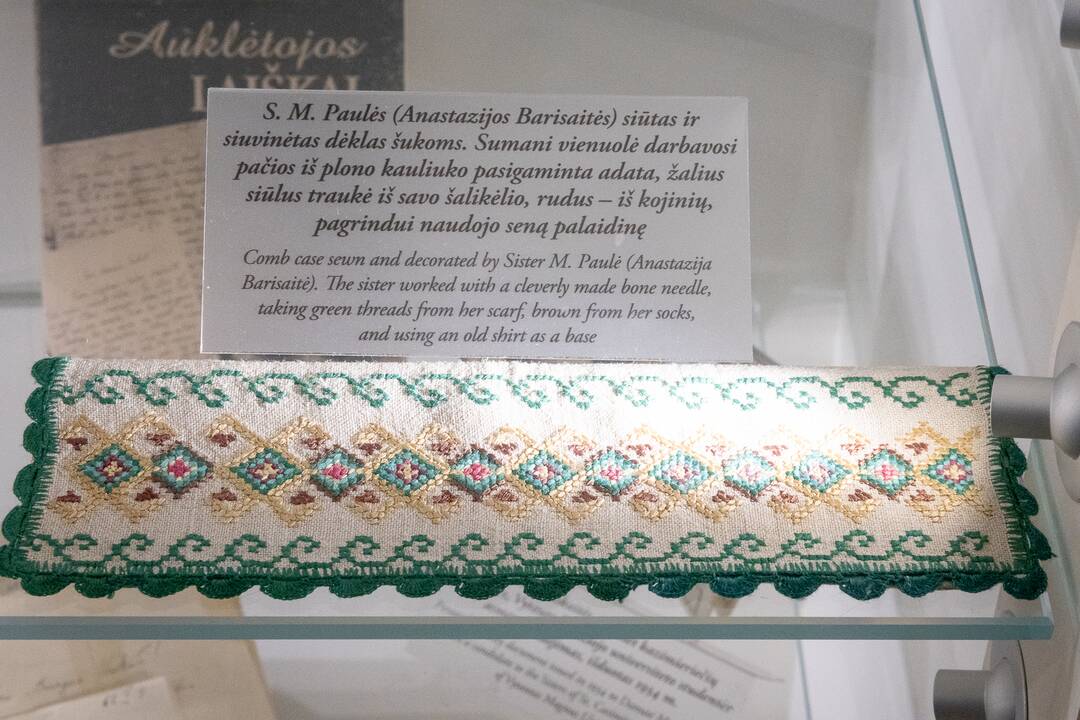 Auklėtojos
LAIŠKAI
S. M. Paulės (Anastazijos Barisaitės) siūtas ir
siuvinėtas dėklas šukoms. Sumani vienuolė darbavosi
pačios iš plono kauliuko pasigaminta adata, žalius
siūlus traukė iš savo šalikėlio, rudus – iš kojinių,
pagrindui naudojo seną palaidinę
Comb case sewn and decorated by Sister M. Paulė (Anastazija
Barisaitė). The sister worked with a cleverly made bone needle,
taking green threads from her scarf, brown from her socks,
and using an old shirt as a base